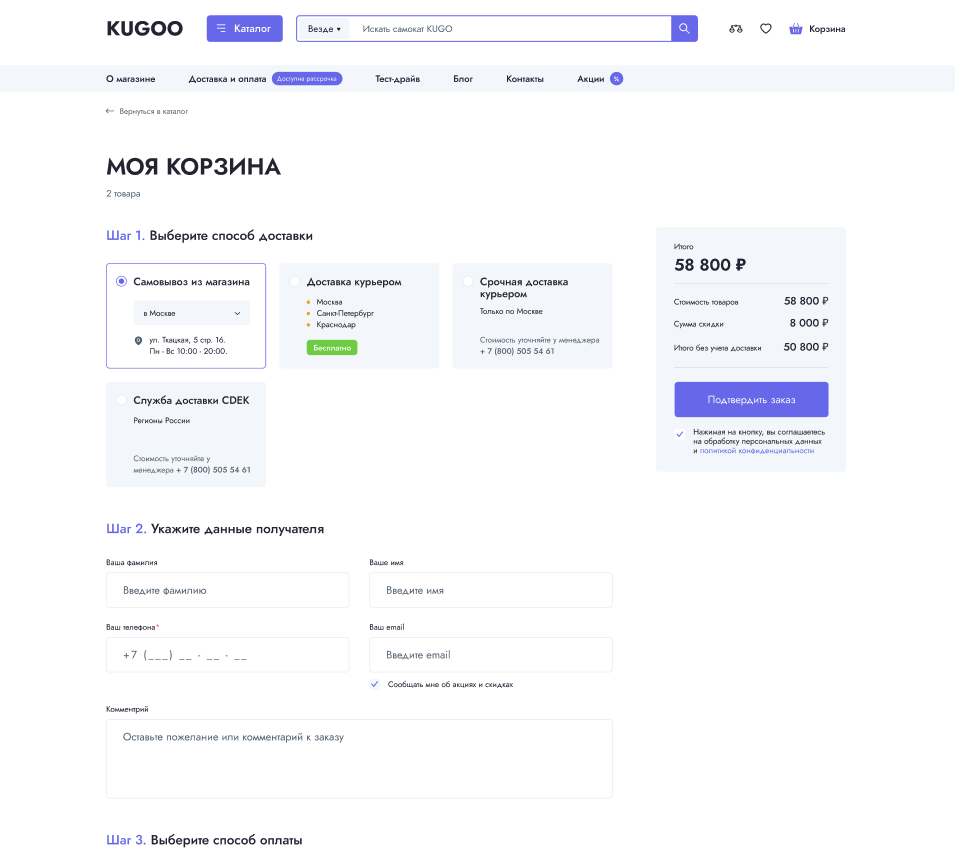 KUGOO
Каталог
Везде
Искать самокат KUGO
Корзина
О магазине
Доставка и оплата
Доступна рассрочка
Тест-драйв
Блог
Контакты
Акции
%
Вернуться в каталог
МОЯ КОРЗИНА
2 товара
Шаг 1. Выберите способ доставки
Самовывоз из магазина
в Москве
ул. Ткацкая, 5 стр. 16.
Пн - Вс 10:00 - 20:00.
Доставка курьером
Москва
Санкт-Петербург
Краснодар
Бесплатно
Срочная доставка
курьером
Только по Москве
Стоимость уточняйте у менеджера
+ 7 (800) 505 54 61
Служба доставки CDEK
Регионы России
Стоимость уточняйте у
менеджера + 7 (800) 505 54 61
Итого
58 800 ₽
Стоимость товаров
58 800 ₽
Сумма скидки
8 000 ₽
Итого без учета доставки
50 800 ₽
Подтвердить заказ
Нажимая на кнопку, вы соглашаетесь
на обработку персональных данных
и политикой конфиденциальности
Шаг 2. Укажите данные получателя
Ваша фамилия
Введите фамилию
Ваше имя
Введите имя
Ваш телефона*
+7 (___) __ - __ - __
Ваш email
Введите email
Сообщать мне об акциях и скидках
Комментрий
Оставьте пожелание или комментарий к заказу
Шаг 3. Выберите способ оплаты